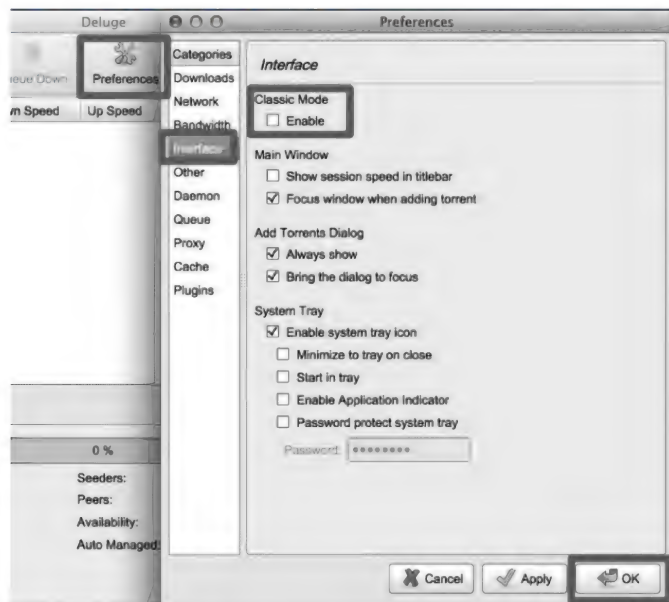 Deluge
Preferences
Down
Preferences
Speed
Up Speed
0 %
Seeders:
Peers:
Availability:
Auto Managed:
Categories
Downloads
Network
Bandwidth
Interface
Other
Daemon
Queue
Proxy
Cache
Plugins
Interface
Classic Mode
Enable
Main Window
Show session speed in titlebar
Focus window when adding torrent
Add Torrents Dialog
Always show
Bring the dialog to focus
System Tray
Enable system tray icon
Minimize to tray on close
Start in tray
Enable Application Indicator
Password protect system tray
Password:
Cancel
Apply
OK